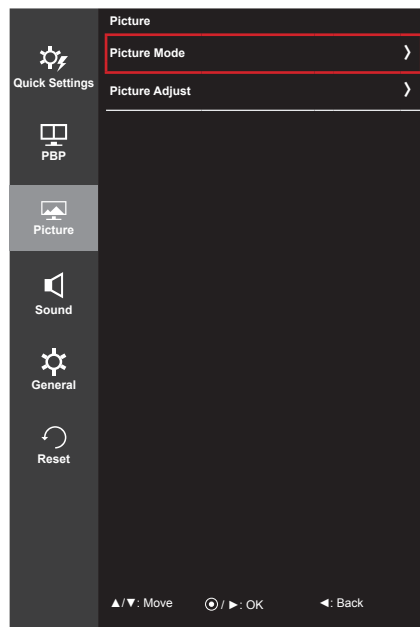 Quick Settings
PBP
Picture
Sound
General
Reset
Picture
Picture Mode
Picture Adjust
▲/▼: Move ⦿ / ►: OK ◄: Back